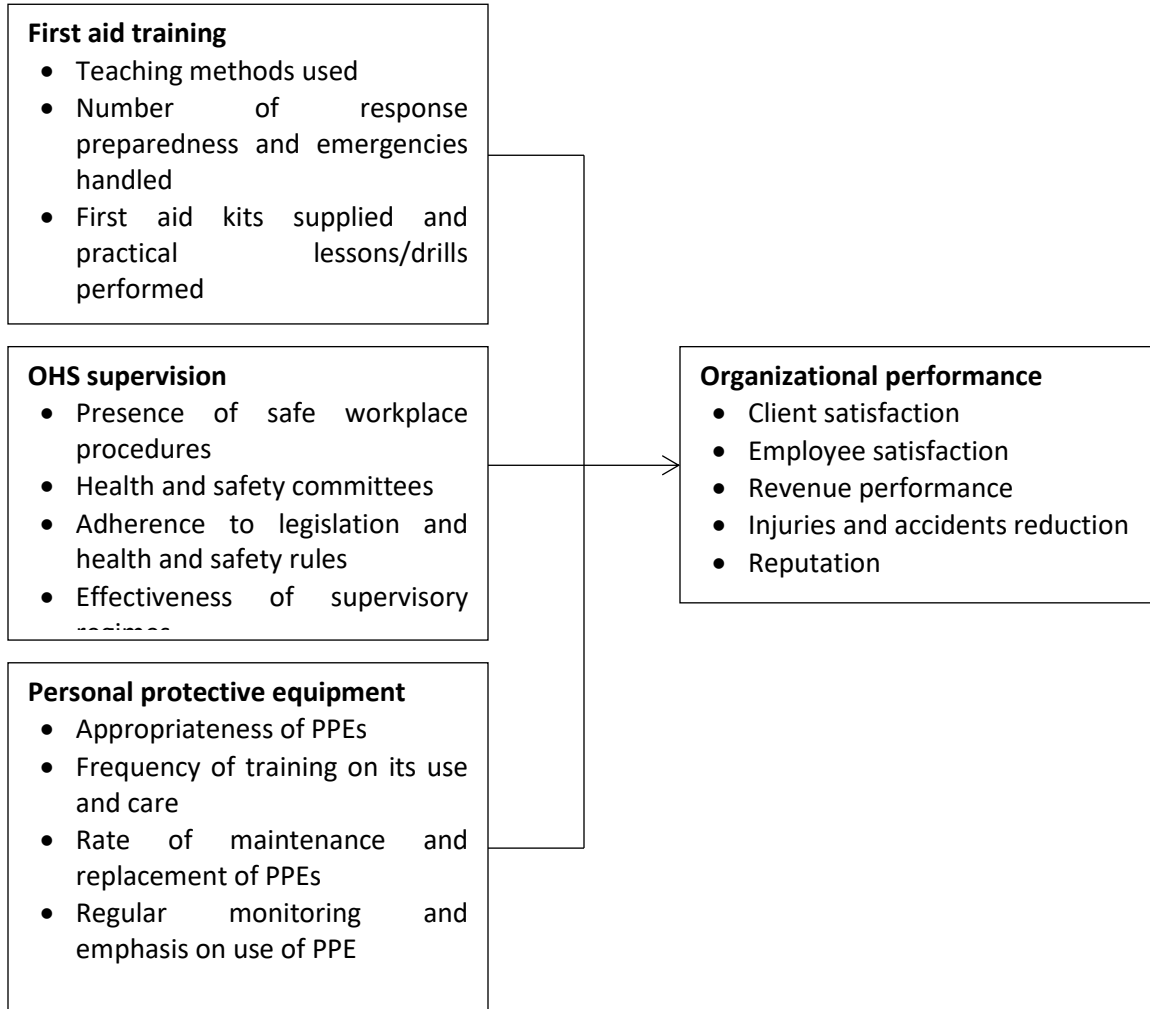 First aid training
• Teaching methods used
• Number of response
preparedness and emergencies
handled
• First aid kits supplied and
practical lessons/drills
performed
OHS supervision
• Presence of safe workplace
procedures
• Health and safety committees
• Adherence to legislation and
health and safety rules
• Effectiveness of supervisory
Personal protective equipment
• Appropriateness of PPEs
• Frequency of training on its use
and care
• Rate of maintenance and
replacement of PPEs
• Regular monitoring and
emphasis on use of PPE
Organizational performance
• Client satisfaction
• Employee satisfaction
• Revenue performance
• Injuries and accidents reduction
• Reputation